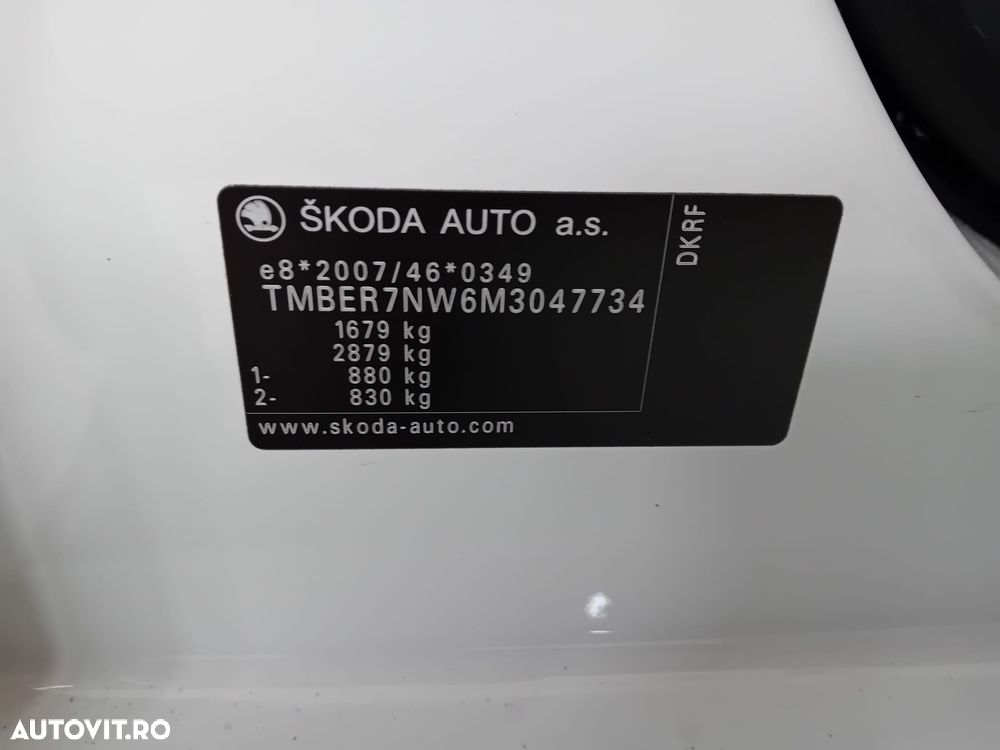 ŠKODA AUTO a.s.
e8*2007/46*0349
TMBER7NW6M3047734
1679 kg
2879 kg
1- 880 kg
2- 830 kg
www.skoda-auto.com
DKRF
AUTOVIT.RO